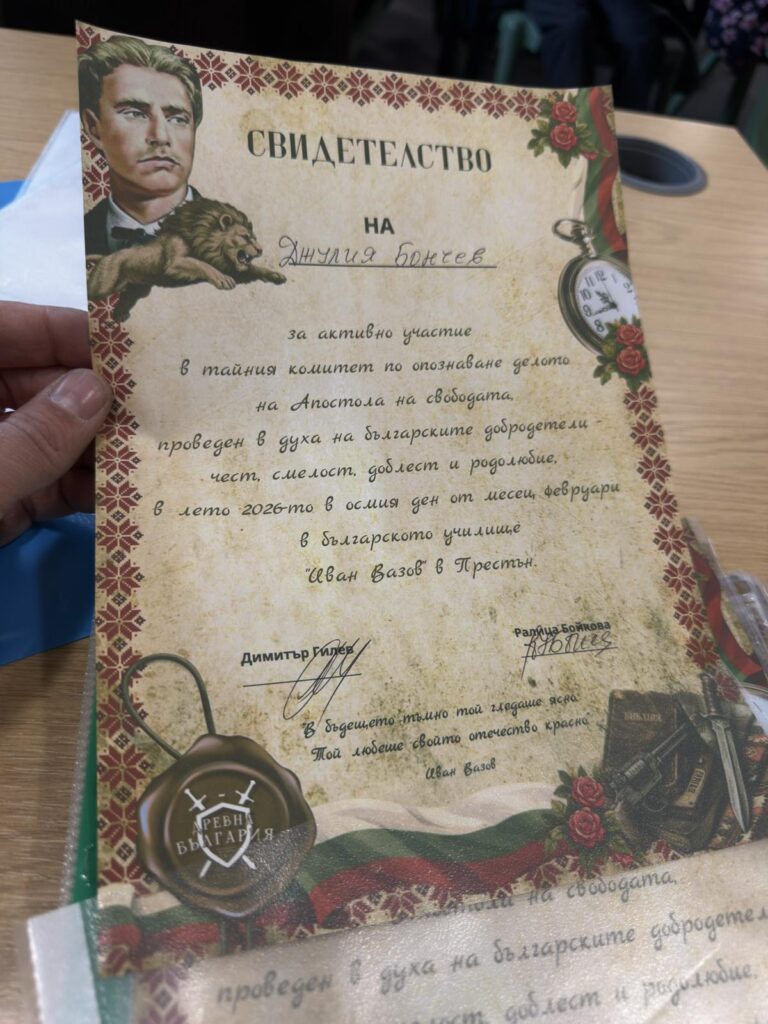 СВИДЕТЕЛСТВО
НА
Джулия Бончев
за активно участие
в тайния комитет по опознаване делото
на Апостола на свободата,
проведен в духа на българските добродетели -
чест, смелост, доблест и родолюбие,
в лето 2026-то в осмия ден от месец февруари
в българското училище
"Иван Вазов" в Престън.
Димитър Гилев
Ралица Бойкова
"В бъдещето тъмно той гледаше ясно
Той любеше свойто отечество красно
Иван Вазов
ДРЕВНА
БЪЛГАРИЯ
БИБЛИЯ
на свободата,
проведен в духа на българските добродетел
доблест и родолюбие,